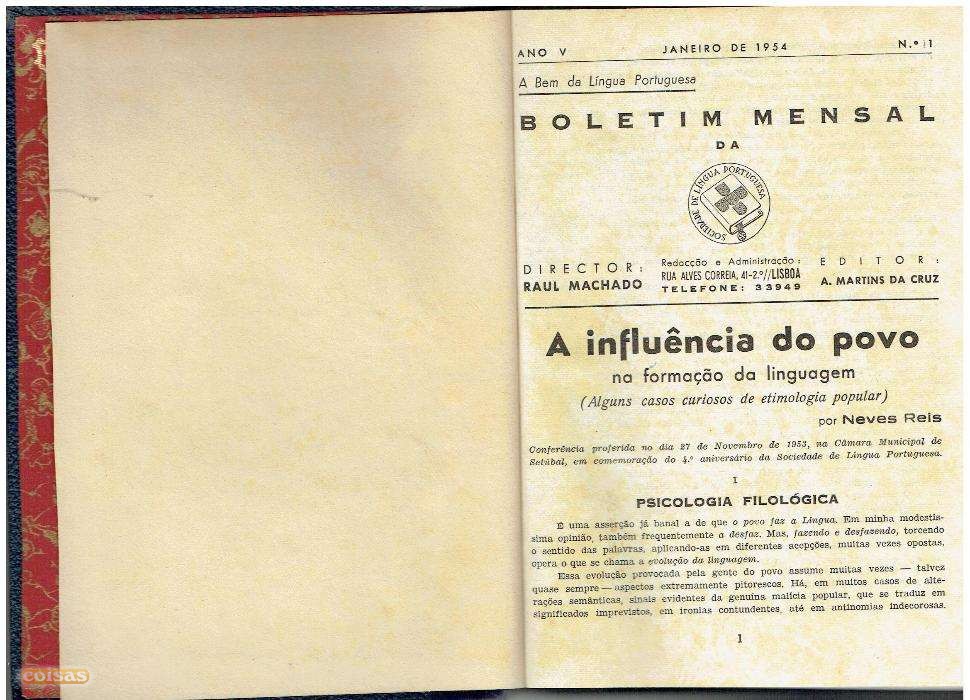 ANO V JANEIRO DE 1954 N.º 1
A Bem da Língua Portuguesa
BOLETIM MENSAL
DA
SOCIEDADE DE LÍNGUA PORTUGUESA
DIRECTOR:
RAUL MACHADO
Redacção e Administração:
RUA ALVES CORREIA, 41-2.º//LISBOA
TELEFONE: 33949
EDITOR:
A. MARTINS DA CRUZ
A influência do povo
na formação da linguagem
(Alguns casos curiosos de etimologia popular)
por Neves Reis
Conferência proferida no dia 27 de Novembro de 1953, na Câmara Municipal de
Setúbal, em comemoração do 4.º aniversário da Sociedade de Língua Portuguesa.
I
PSICOLOGIA FILOLÓGICA
É uma asserção já banal a de que o povo faz a Língua. Em minha modestís-
sima opinião, também frequentemente a desfaz. Mas, fazendo e desfazendo, torcendo
o sentido das palavras, aplicando-as em diferentes acepções, muitas vezes opostas,
opera o que se chama a evolução da linguagem.
Essa evolução provocada pela gente do povo assume muitas vezes — talvez
quase sempre — aspectos extremamente pitorescos. Há, em muitos casos de alte-
rações semânticas, sinais evidentes da genuína malícia popular, que se traduz em
significados imprevistos, em ironias contundentes, até em antinomias indecorosas.
1
coisas